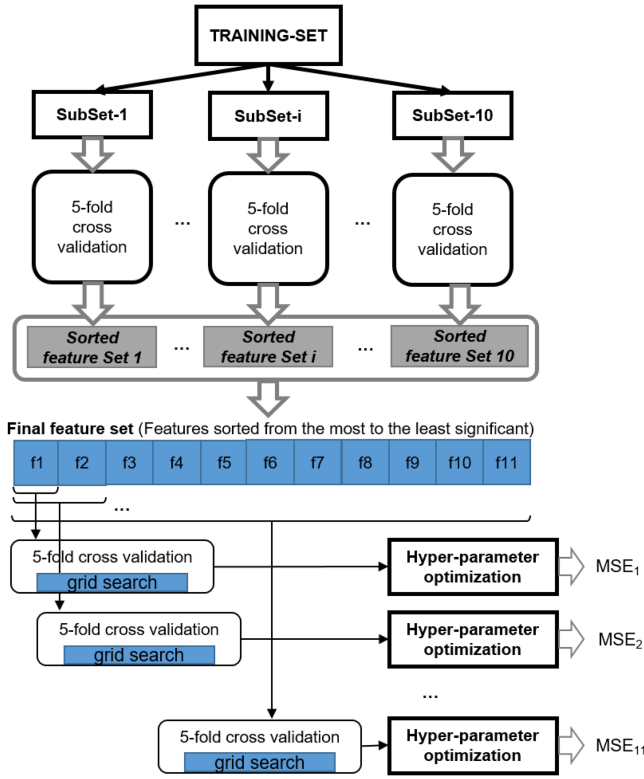 TRAINING-SET
SubSet-1
SubSet-i
SubSet-10
5-fold
cross
validation
...
5-fold
cross
validation
...
5-fold
cross
validation
Sorted
feature Set 1
...
Sorted
feature Set i
...
Sorted
feature Set 10
Final feature set (Features sorted from the most to the least significant)
f1 f2 f3 f4 f5 f6 f7 f8 f9 f10 f11
...
5-fold cross validation
grid search
Hyper-parameter
optimization
MSE₁
5-fold cross validation
grid search
Hyper-parameter
optimization
MSE₂
...
5-fold cross validation
grid search
Hyper-parameter
optimization
MSE₁₁